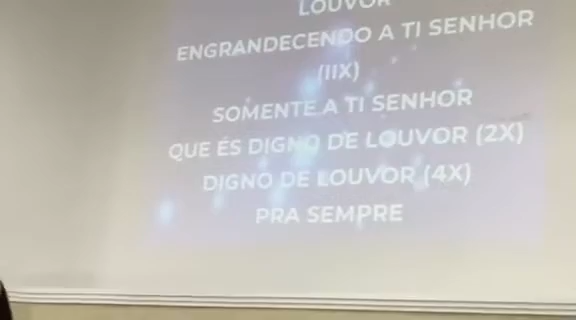 LOUVOR
ENGRANDECENDO A TI SENHOR
(IIX)
SOMENTE A TI SENHOR
QUE ÉS DIGNO DE LOUVOR (2X)
DIGNO DE LOUVOR (4X)
PRA SEMPRE